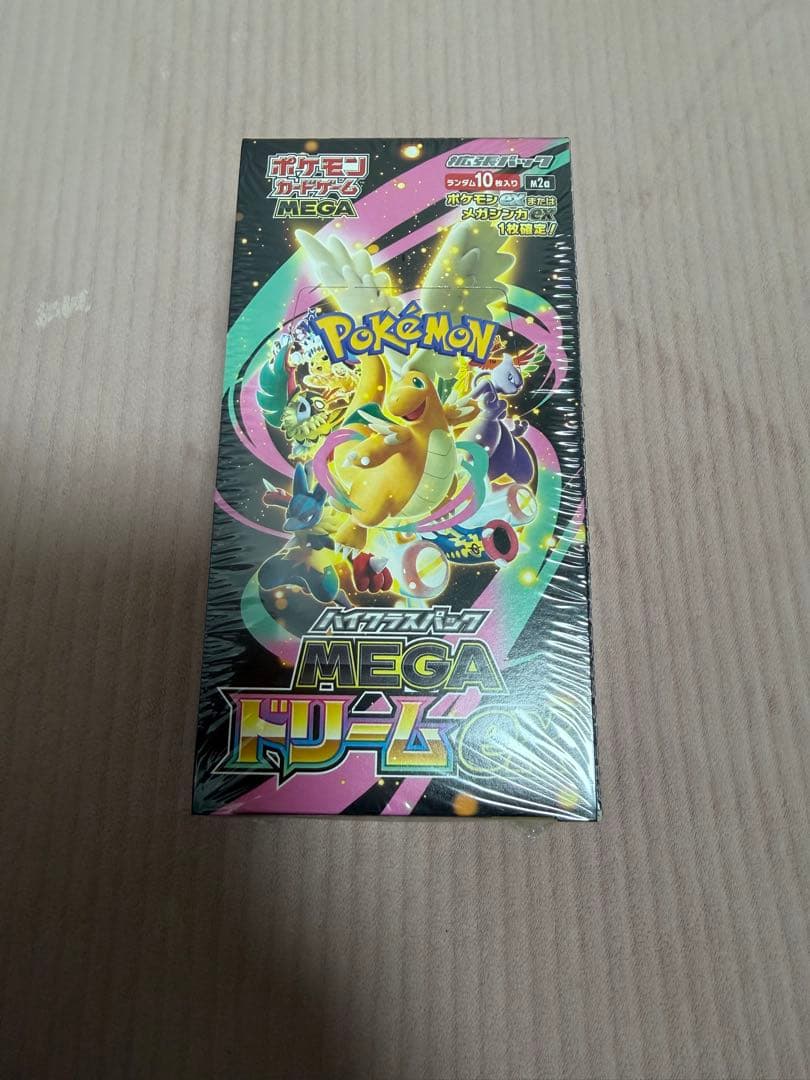 ポケモン
カードゲーム
MEGA
拡張パック
ランダム10枚入り
M2a
ポケモンexまたは
メガシンカex
1枚確定!
POKéMON
ハイクラスパック
MEGA
ドリームex